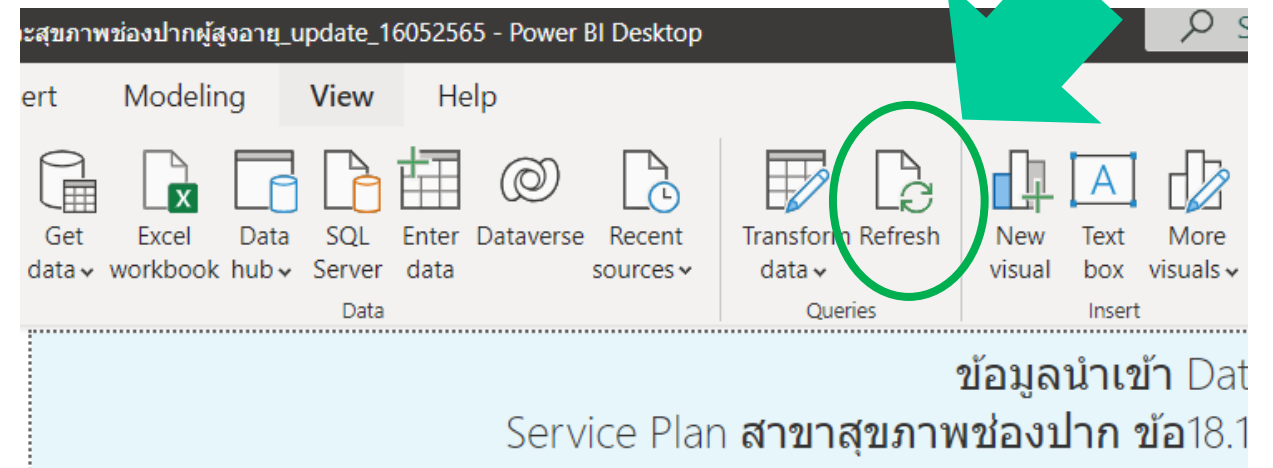 ะสุขภาพช่องปากผู้สูงอายุ_update_16052565 - Power BI Desktop
ert Modeling View Help
Get data Excel workbook Data hub SQL Server Enter data Dataverse Recent sources Transform data Refresh New visual Text box More visuals
Data Queries Insert
ข้อมูลนำเข้า Dat
Service Plan สาขาสุขภาพช่องปาก ข้อ18.1